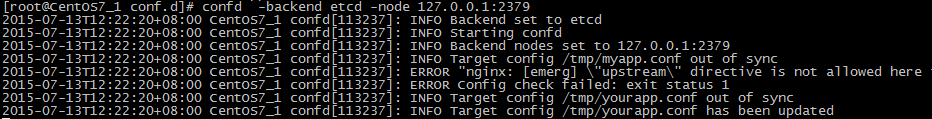 [root@CentOS7_1 conf.d]# confd -backend etcd -node 127.0.0.1:2379
2015-07-13T12:22:20+08:00 CentOS7_1 confd[113237]: INFO Backend set to etcd
2015-07-13T12:22:20+08:00 CentOS7_1 confd[113237]: INFO Starting confd
2015-07-13T12:22:20+08:00 CentOS7_1 confd[113237]: INFO Backend nodes set to 127.0.0.1:2379
2015-07-13T12:22:20+08:00 CentOS7_1 confd[113237]: INFO Target config /tmp/myapp.conf out of sync
2015-07-13T12:22:20+08:00 CentOS7_1 confd[113237]: ERROR "nginx: [emerg] \"upstream\" directive is not allowed here
2015-07-13T12:22:20+08:00 CentOS7_1 confd[113237]: ERROR Config check failed: exit status 1
2015-07-13T12:22:20+08:00 CentOS7_1 confd[113237]: INFO Target config /tmp/yourapp.conf out of sync
2015-07-13T12:22:20+08:00 CentOS7_1 confd[113237]: INFO Target config /tmp/yourapp.conf has been updated